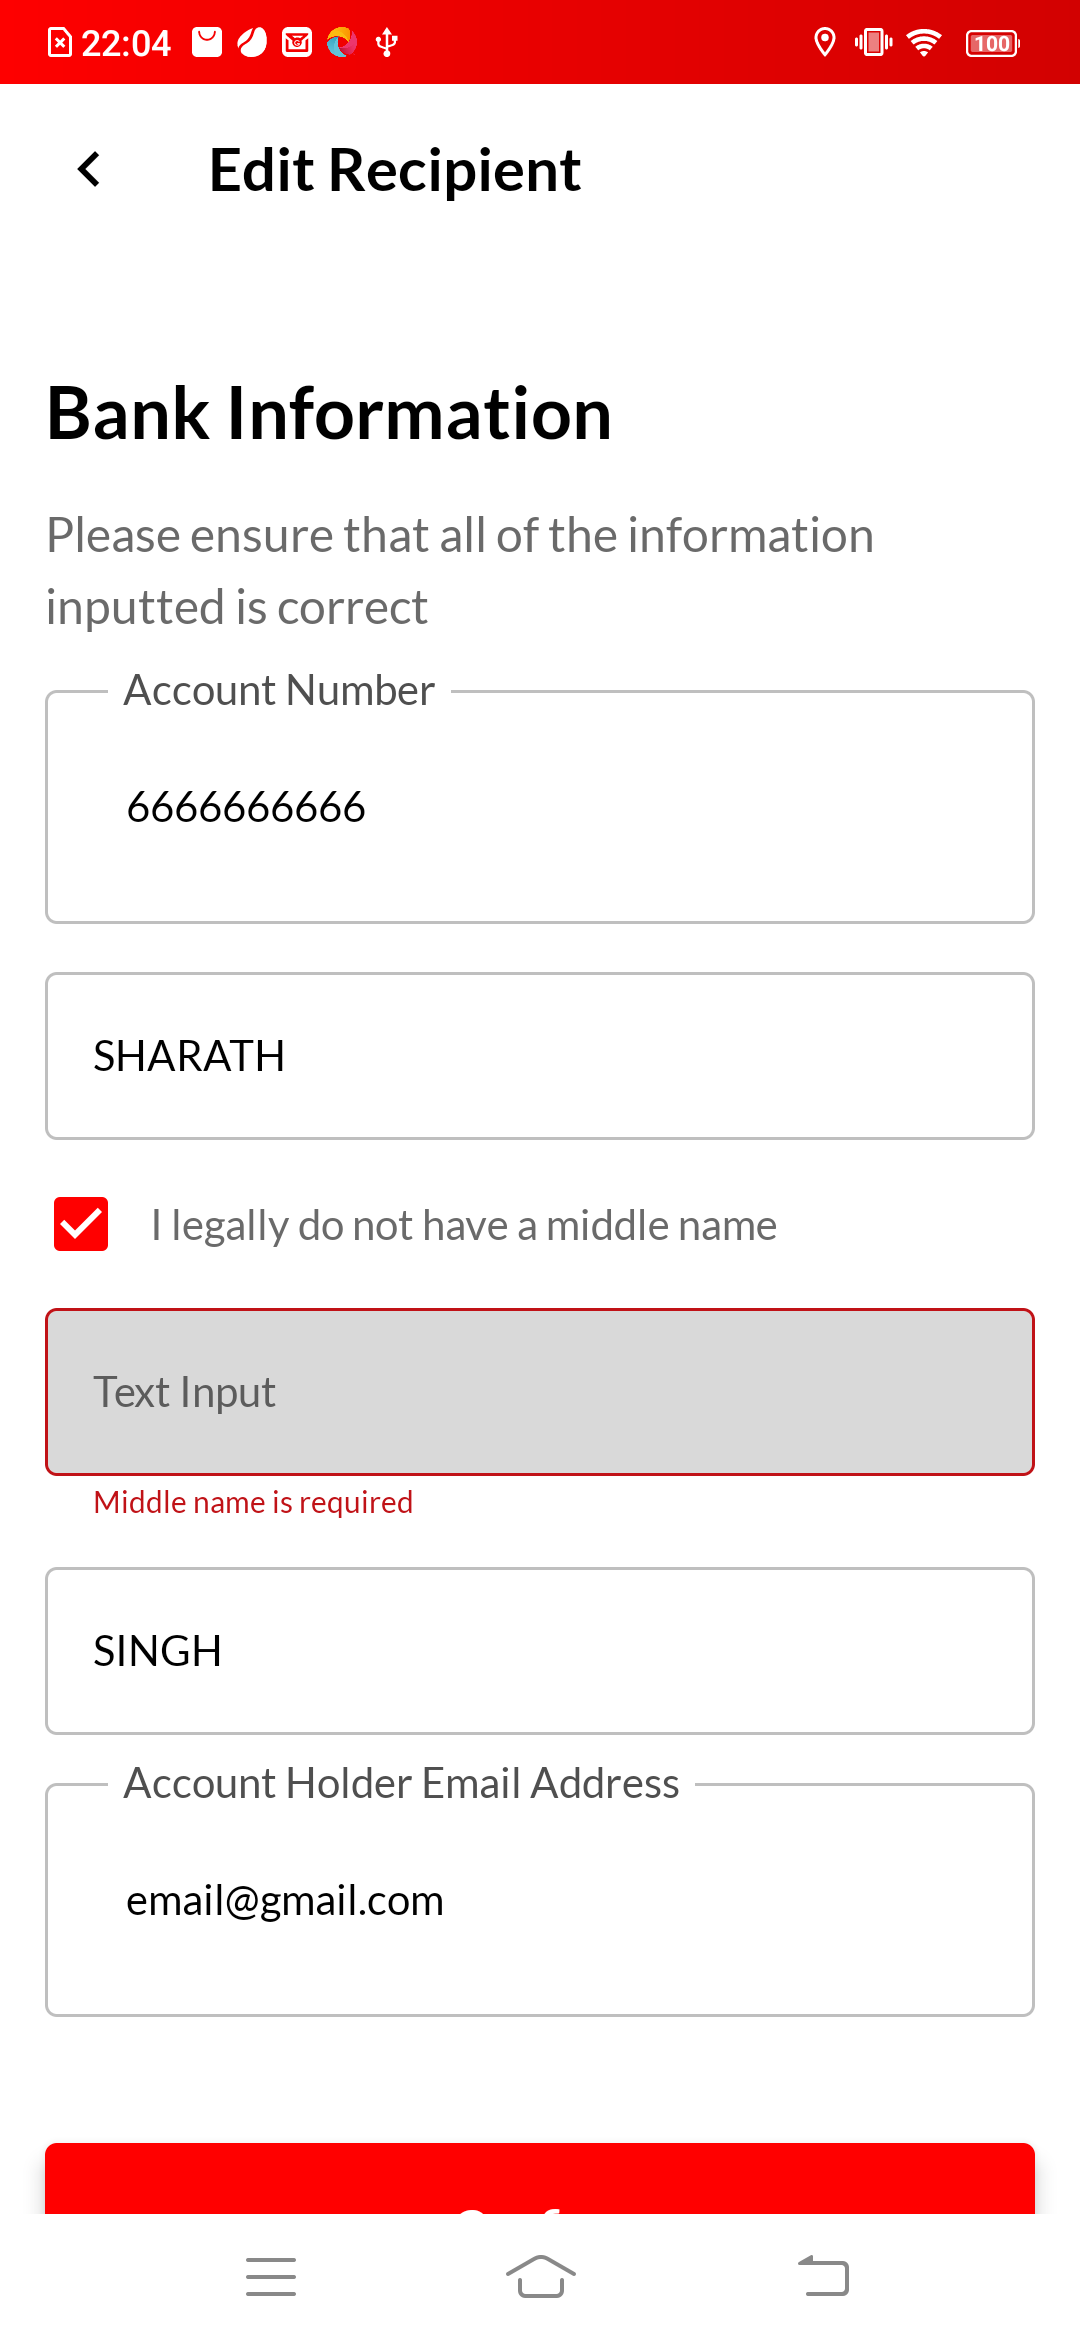 22:04
100
Edit Recipient
Bank Information
Please ensure that all of the information
inputted is correct
Account Number
6666666666
SHARATH
I legally do not have a middle name
Text Input
Middle name is required
SINGH
Account Holder Email Address
email@gmail.com